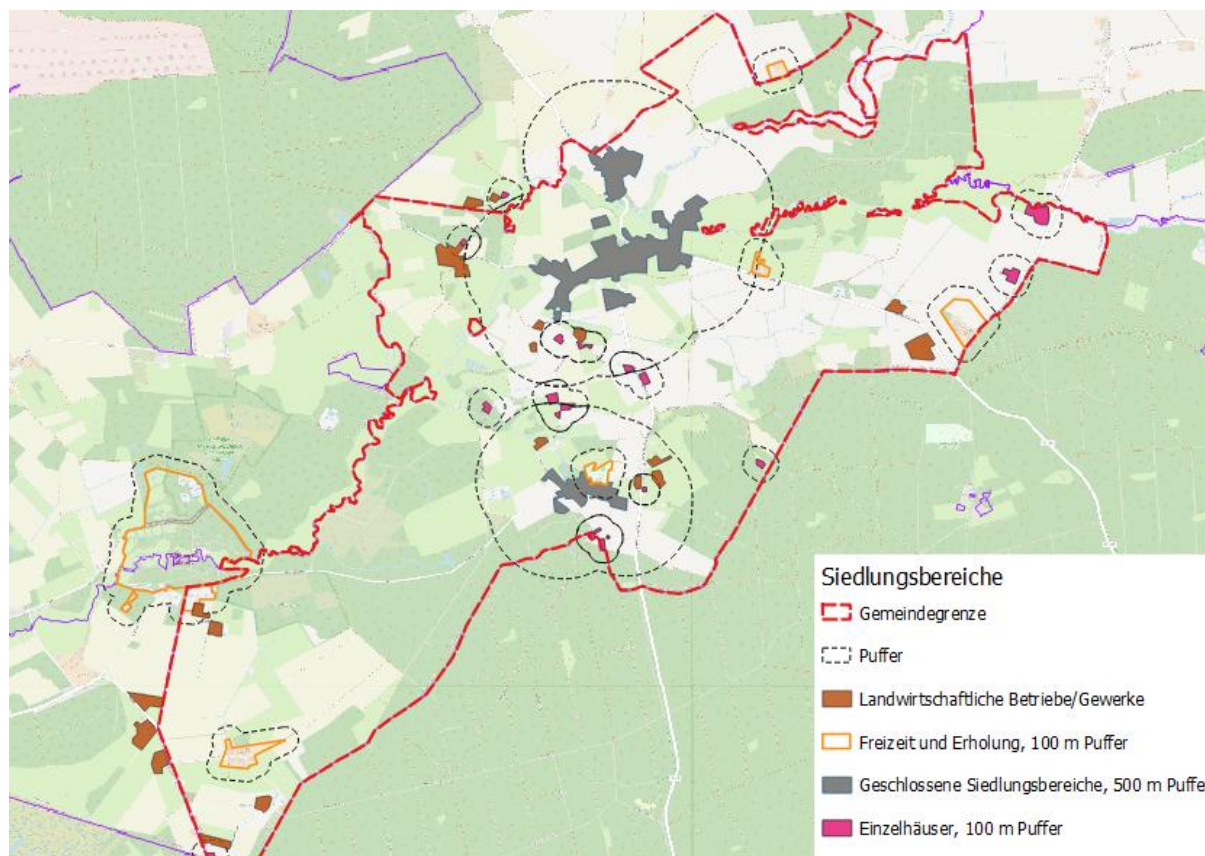 Siedlungsbereiche
Gemeindegrenze
Puffer
Landwirtschaftliche Betriebe/Gewerke
Freizeit und Erholung, 100 m Puffer
Geschlossene Siedlungsbereiche, 500 m Puffe
Einzelhäuser, 100 m Puffer